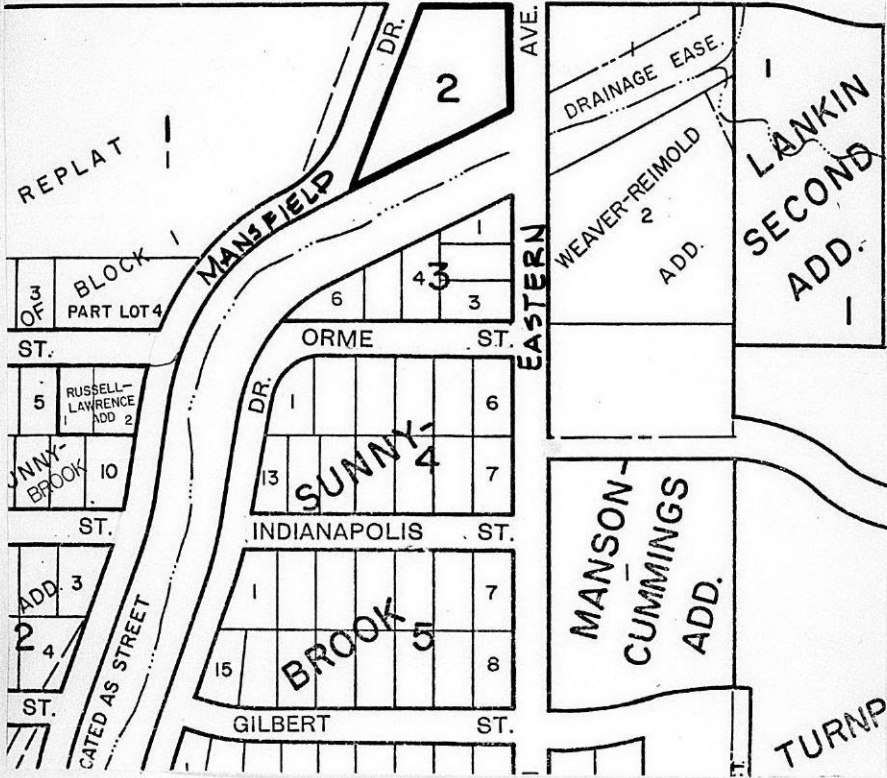 DR.
AVE.
2
DRAINAGE EASE.
1
LANKIN
SECOND
ADD.
1
REPLAT
1
MANSFIELD
WEAVER-REIMOLD
2
ADD.
BLOCK 1
3
OF
PART LOT 4
1
4
3
6
3
EASTERN
ST.
ORME ST.
5
RUSSELL-
LAWRENCE
1 ADD 2
DR.
1
6
UNNY-
BROOK
10
13
SUNNY-
4
7
ST.
INDIANAPOLIS ST.
MANSON-
CUMMINGS
ADD.
ADD.
3
2
4
1
7
BROOK
5
15
8
CATED AS STREET
ST.
GILBERT ST.
TURNP
1
1
T.